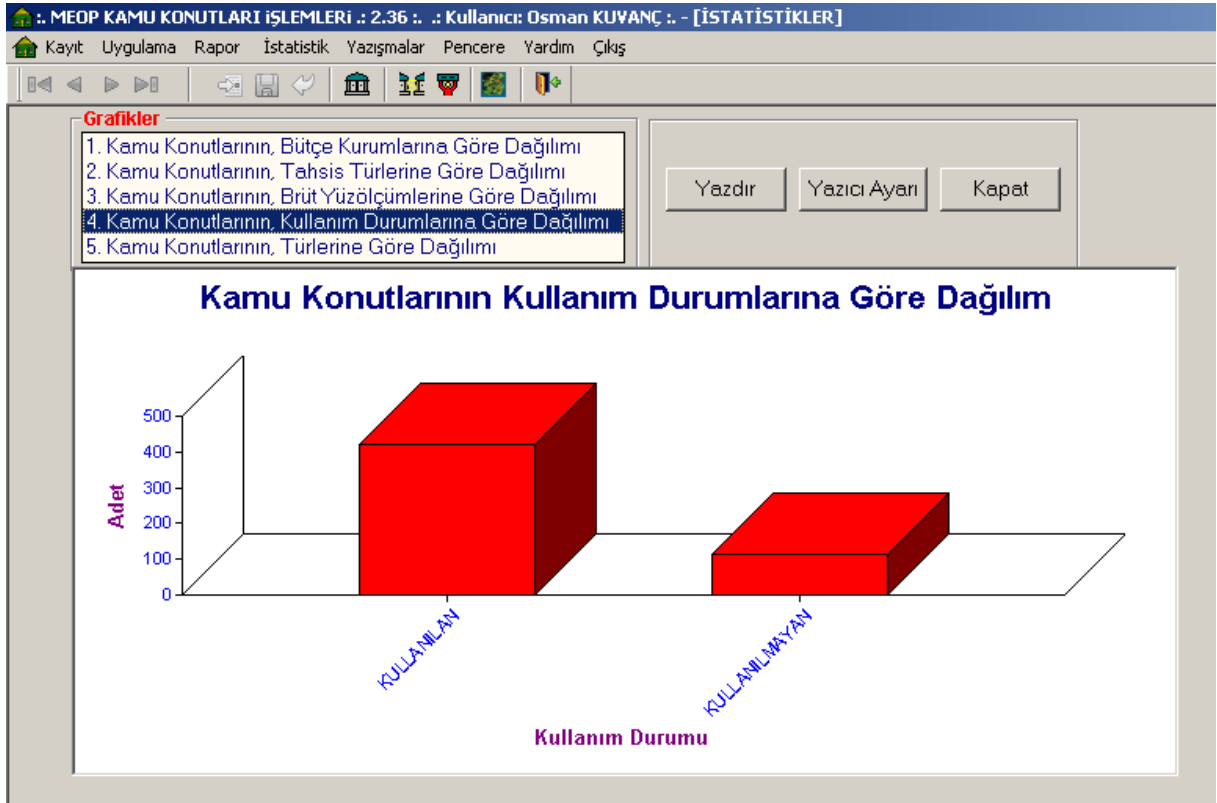 :. MEOP KAMU KONUTLARI iŞLEMLERi .: 2.36 :.  .: Kullanıcı: Osman KUVANÇ :. - [İSTATİSTİKLER]
Kayıt Uygulama Rapor İstatistik Yazışmalar Pencere Yardım Çıkış
Grafikler
1. Kamu Konutlarının, Bütçe Kurumlarına Göre Dağılımı
2. Kamu Konutlarının, Tahsis Türlerine Göre Dağılımı
3. Kamu Konutlarının, Brüt Yüzölçümlerine Göre Dağılımı
4. Kamu Konutlarının, Kullanım Durumlarına Göre Dağılımı
5. Kamu Konutlarının, Türlerine Göre Dağılımı
Yazdır Yazıcı Ayarı Kapat
Kamu Konutlarının Kullanım Durumlarına Göre Dağılım
500
400
300
200
100
0
Adet
KULLANILAN
KULLANILMAYAN
Kullanım Durumu